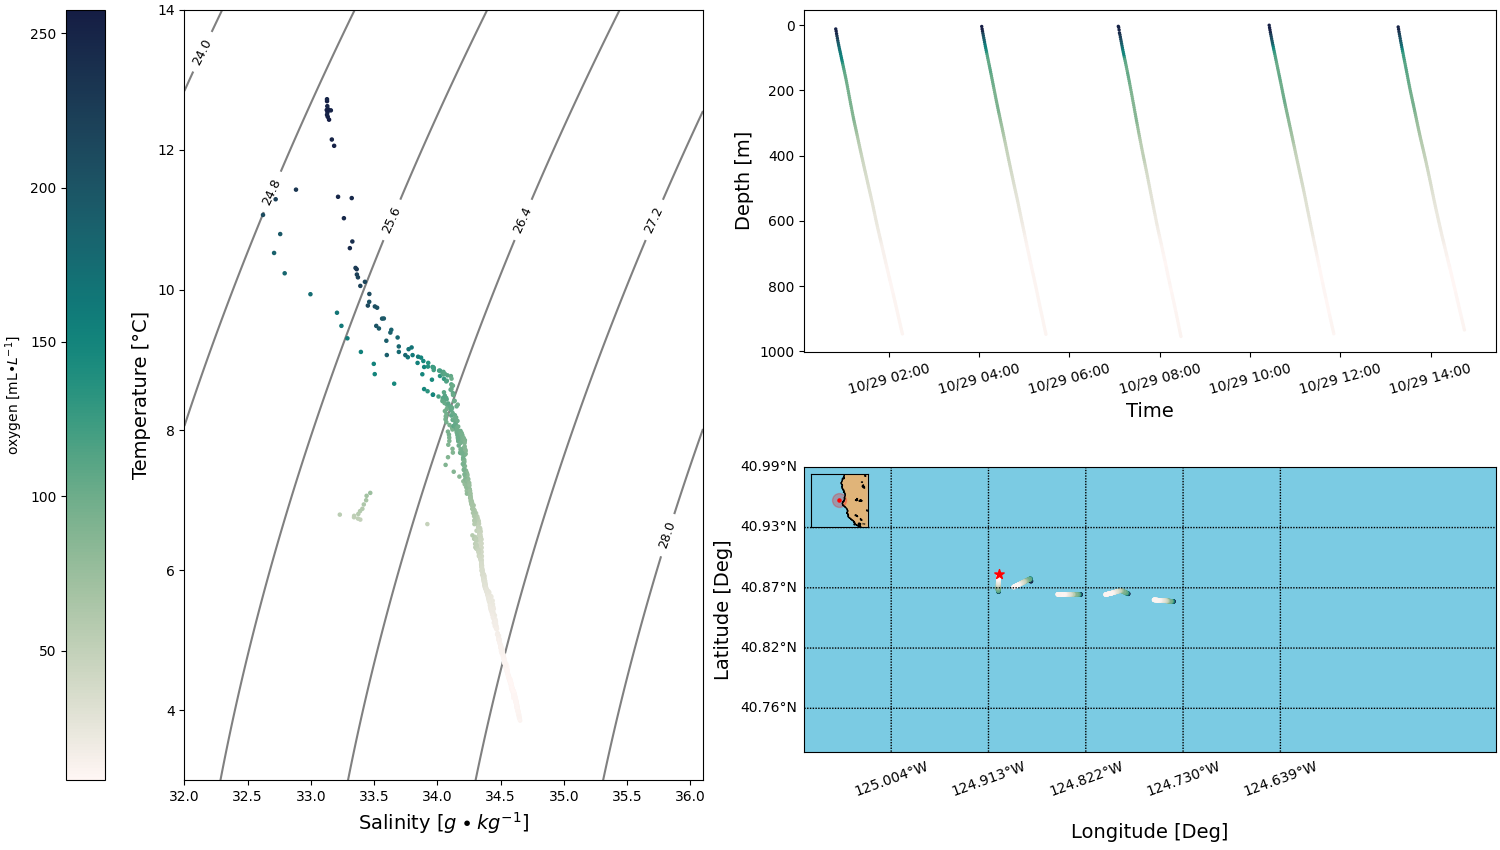 250
200
150
100
50
oxygen [mL•L⁻¹]
14
12
10
8
6
4
Temperature [°C]
24.0
24.8
25.6
26.4
27.2
28.0
32.0 32.5 33.0 33.5 34.0 34.5 35.0 35.5 36.0
Salinity [g • kg⁻¹]
0
200
400
600
800
1000
Depth [m]
10/29 02:00 10/29 04:00 10/29 06:00 10/29 08:00 10/29 10:00 10/29 12:00 10/29 14:00
Time
40.99°N
40.93°N
40.87°N
40.82°N
40.76°N
Latitude [Deg]
125.004°W 124.913°W 124.822°W 124.730°W 124.639°W
Longitude [Deg]